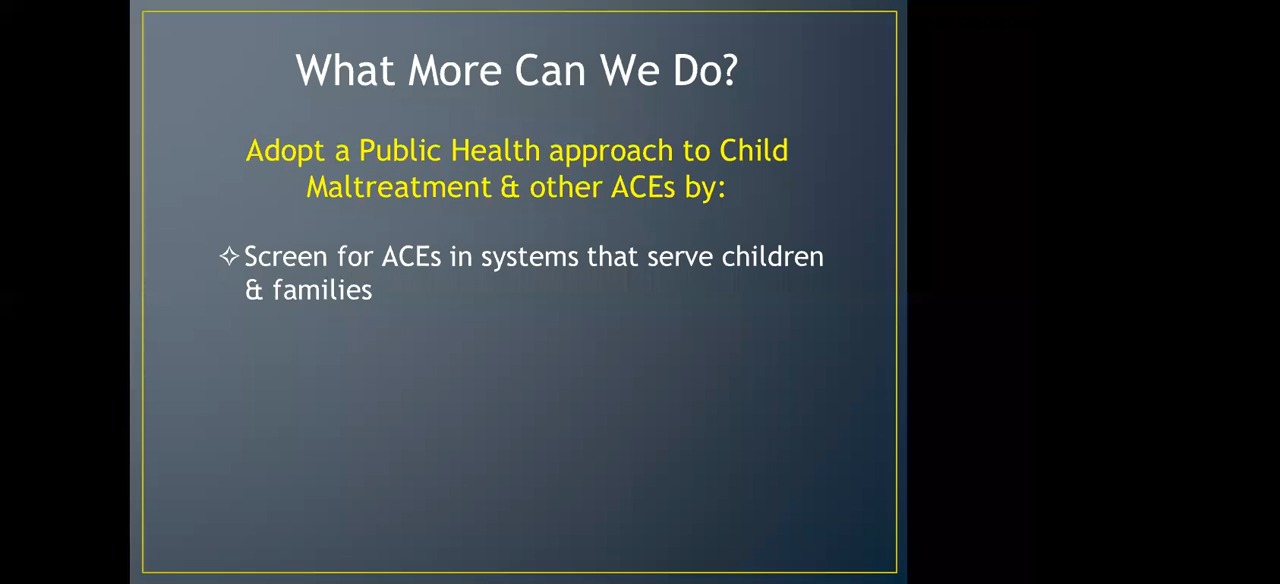 What More Can We Do?
Adopt a Public Health approach to Child
Maltreatment & other ACEs by:
✧Screen for ACEs in systems that serve children
& families